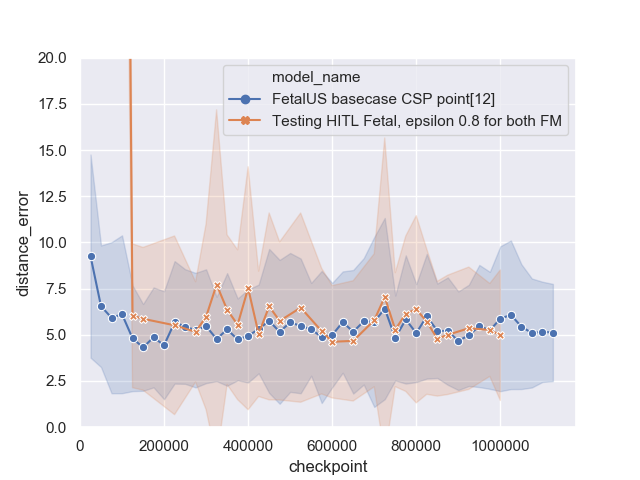 20.0
17.5
15.0
12.5
10.0
7.5
5.0
2.5
0.0
distance_error
model_name
FetalUS basecase CSP point[12]
Testing HITL Fetal, epsilon 0.8 for both FM
0 200000 400000 600000 800000 1000000
checkpoint